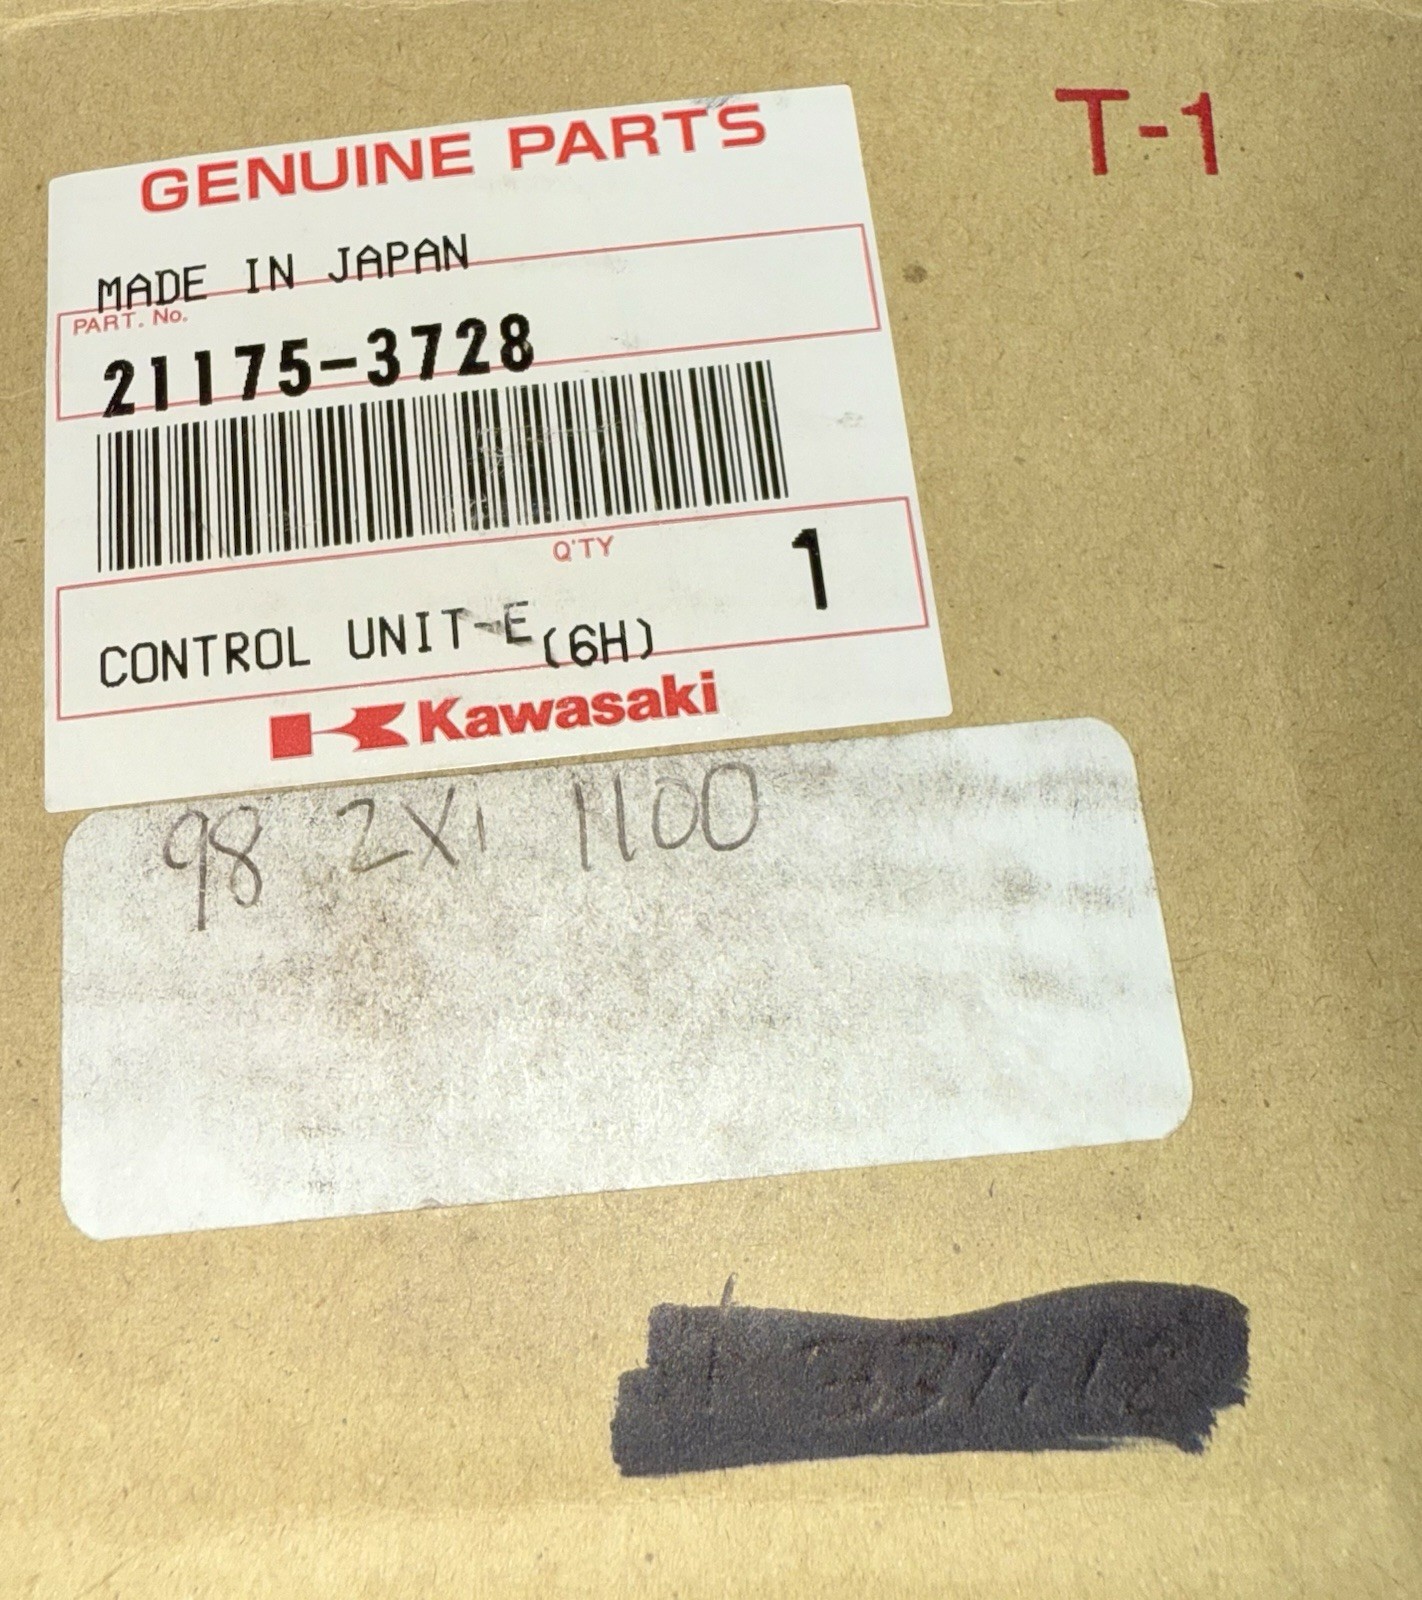 T-1
GENUINE PARTS
MADE IN JAPAN
PART. No.
21175-3728
Q'TY
1
CONTROL UNIT-E(6H)
Kawasaki
98 ZXi 1100